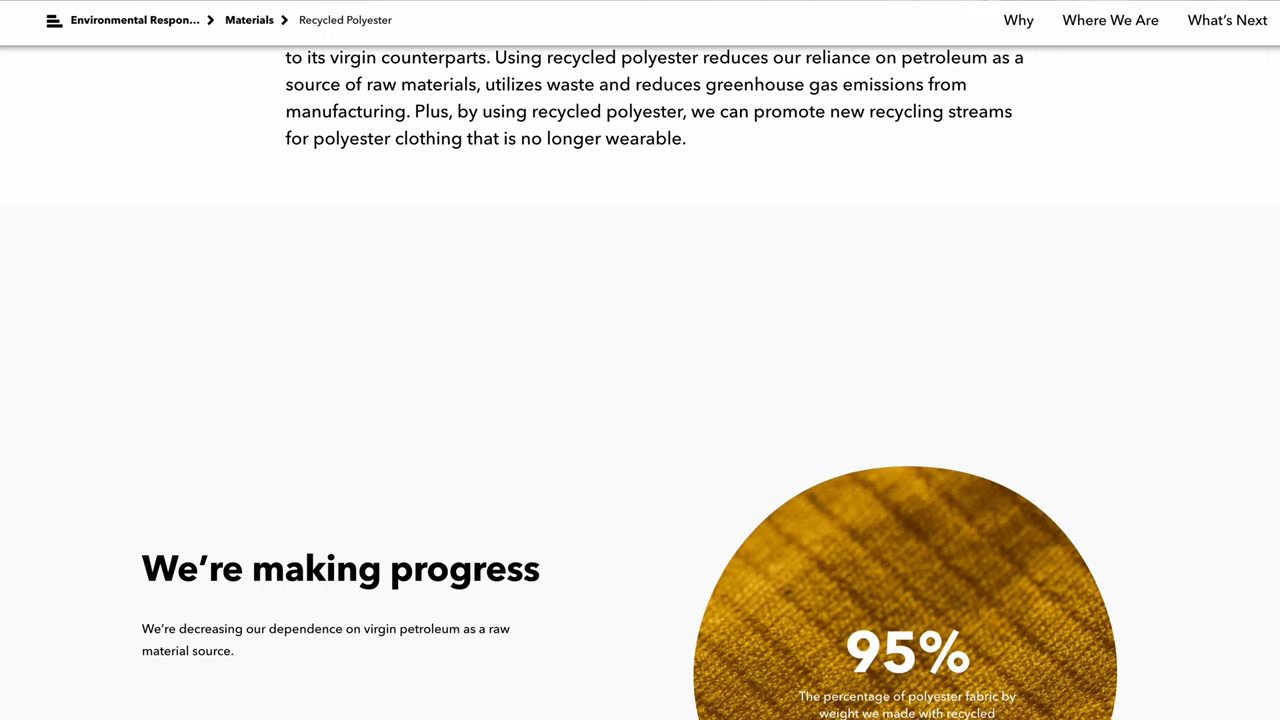 Environmental Respon... Materials Recycled Polyester Why Where We Are What’s Next
to its virgin counterparts. Using recycled polyester reduces our reliance on petroleum as a
source of raw materials, utilizes waste and reduces greenhouse gas emissions from
manufacturing. Plus, by using recycled polyester, we can promote new recycling streams
for polyester clothing that is no longer wearable.
We’re making progress
We’re decreasing our dependence on virgin petroleum as a raw
material source.
95%
The percentage of polyester fabric by
weight we made with recycled